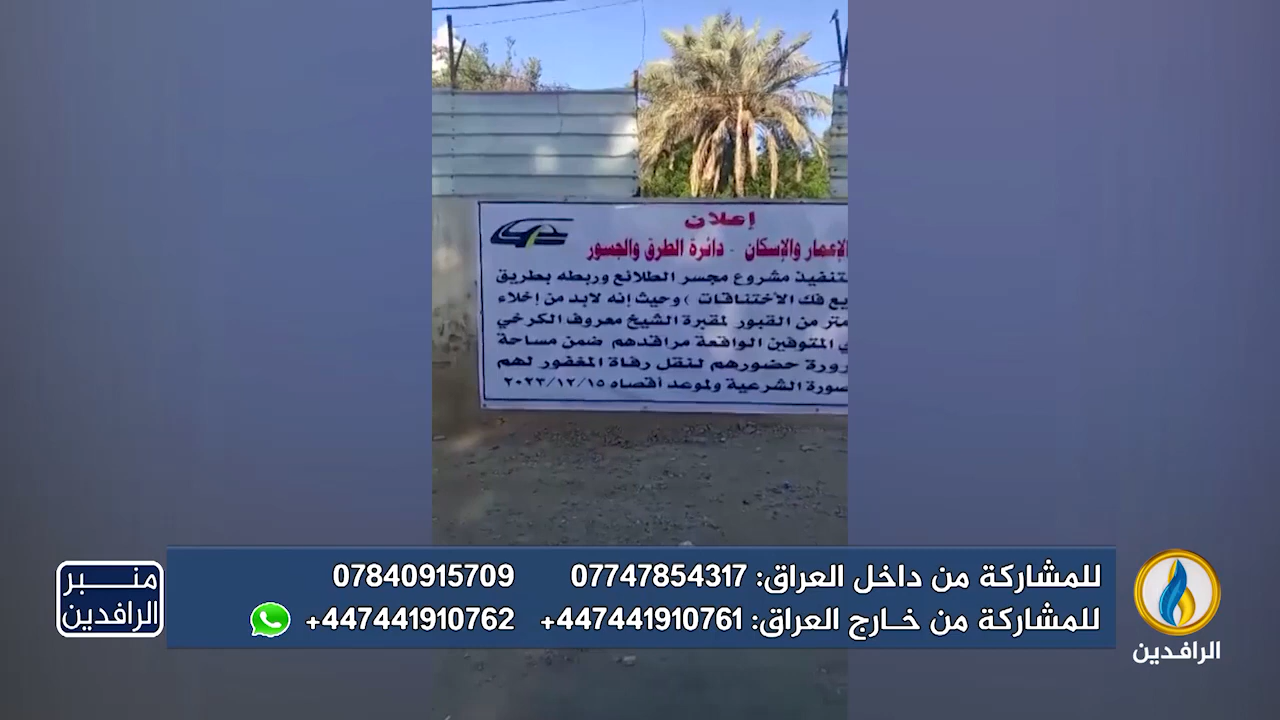 إعلان
الإعمار والإسكان - دائرة الطرق والجسور
تنفيذ مشروع مجسر الطلائع وربطه بطريق
فك الأختناقات ) وحيث إنه لابد من إخلاء
متر من القبور لمقبرة الشيخ معروف الكرخي
المتوفين الواقعة مراقدهم ضمن مساحة
حضورهم لنقل رفاة المغفور لهم
الشرعية ولموعد أقصاه ٢٠٢٣/١٢/١٥
للمشاركة من داخل العراق: 07747854317 07840915709
للمشاركة من خارج العراق: 447441910761+ 447441910762+
منبر
الرافدين
الرافدين